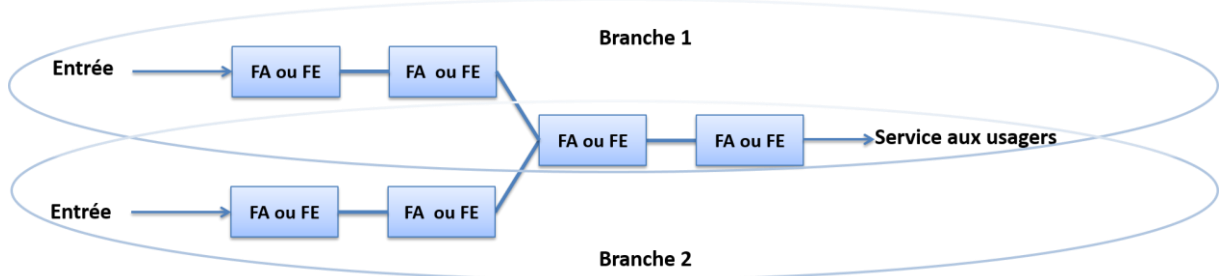 Branche 1
Entrée
FA ou FE
FA ou FE
FA ou FE
FA ou FE
Service aux usagers
Entrée
FA ou FE
FA ou FE
Branche 2